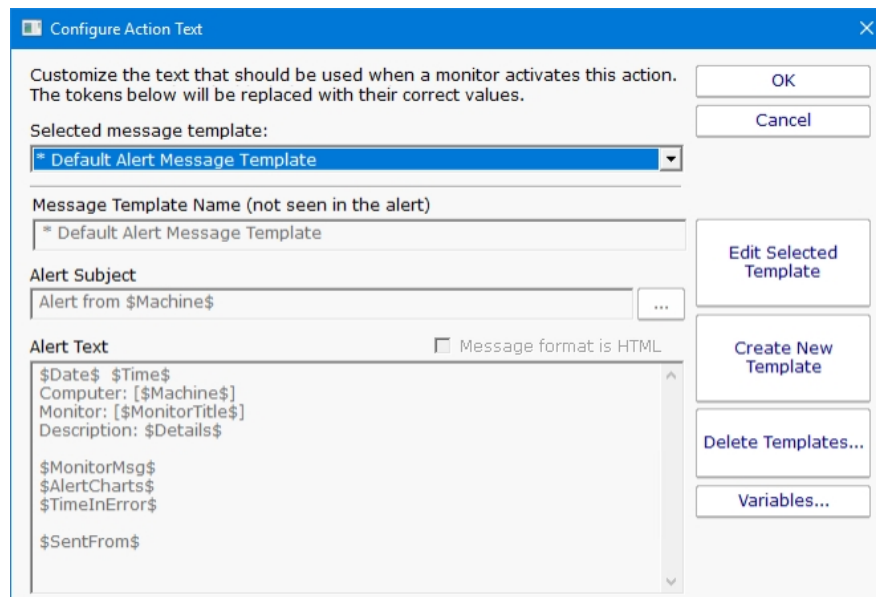 Configure Action Text
Customize the text that should be used when a monitor activates this action.
The tokens below will be replaced with their correct values.
OK
Cancel
Selected message template:
* Default Alert Message Template
Message Template Name (not seen in the alert)
* Default Alert Message Template
Edit Selected
Template
Alert Subject
Alert from $Machine$
...
Alert Text
Message format is HTML
Create New
Template
$Date$  $Time$
Computer: [$Machine$]
Monitor: [$MonitorTitle$]
Description: $Details$
Delete Templates...
$MonitorMsg$
$AlertCharts$
$TimeInError$
Variables...
$SentFrom$